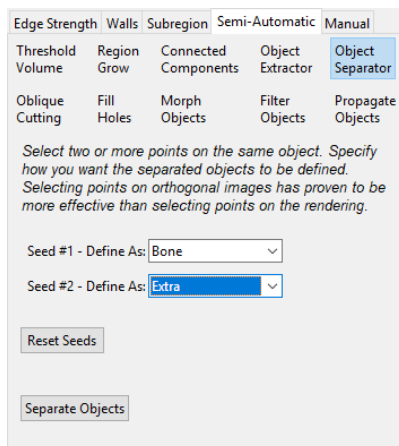 Edge Strength Walls Subregion Semi-Automatic Manual
Threshold Volume Region Grow Connected Components Object Extractor Object Separator
Oblique Cutting Fill Holes Morph Objects Filter Objects Propagate Objects
Select two or more points on the same object. Specify
how you want the separated objects to be defined.
Selecting points on orthogonal images has proven to be
more effective than selecting points on the rendering.
Seed #1 - Define As: Bone
Seed #2 - Define As: Extra
Reset Seeds
Separate Objects